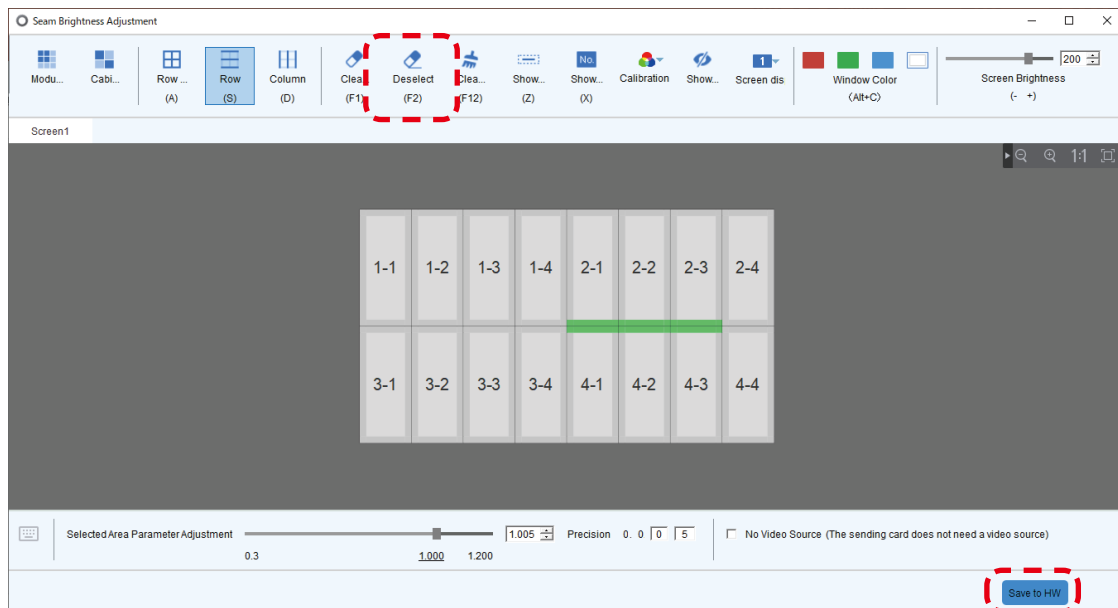 Seam Brightness Adjustment
Modu... Cabi... Row ... Row Column Clea... Deselect Clea... Show... No. Show... Calibration Show... 1 Screen dis Window Color Screen Brightness 200
(A) (S) (D) (F1) (F2) (F12) (Z) (X) (Alt+C) (- +)
Screen1
1:1
1-1 1-2 1-3 1-4 2-1 2-2 2-3 2-4
3-1 3-2 3-3 3-4 4-1 4-2 4-3 4-4
Selected Area Parameter Adjustment 1.005 Precision 0. 0 0 5 No Video Source (The sending card does not need a video source)
0.3 1.000 1.200
Save to HW